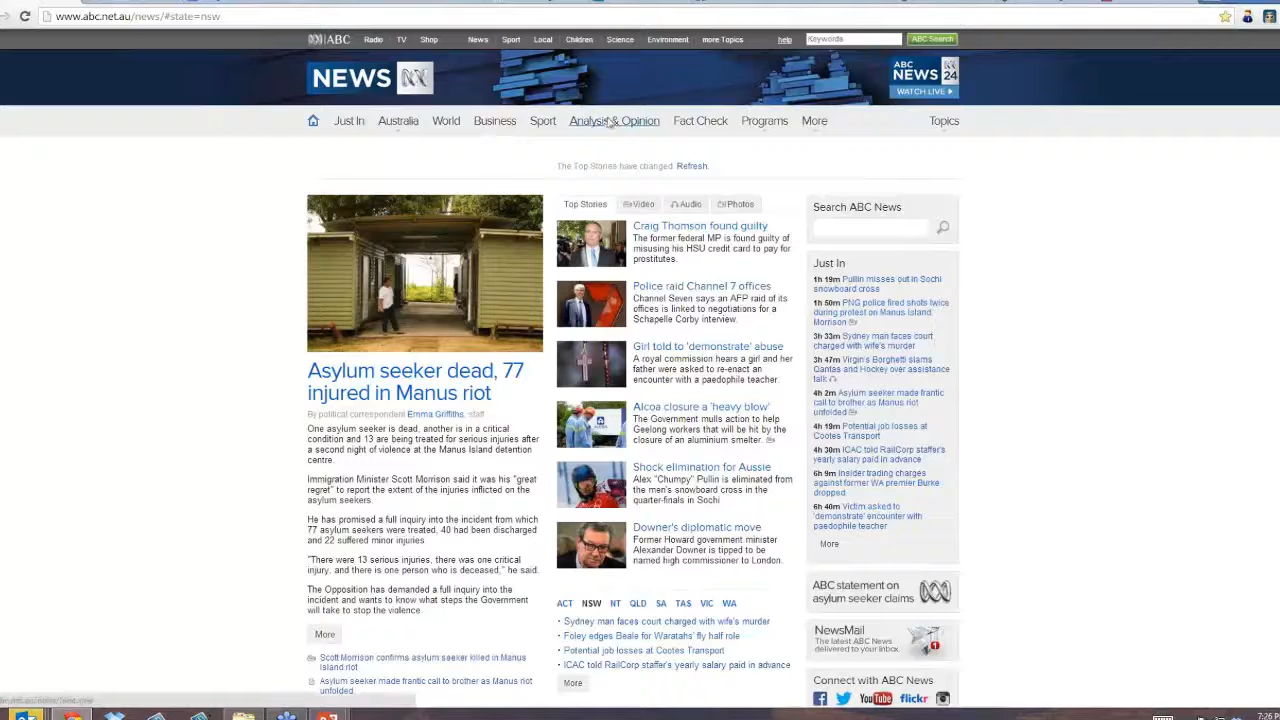 www.abc.net.au/news/#state=nsw
ABC Radio TV Shop News Sport Local Children Science Environment more Topics help Keywords ABC Search
NEWS
ABC
NEWS 24
WATCH LIVE
Just In Australia World Business Sport Analysis & Opinion Fact Check Programs More Topics
The Top Stories have changed. Refresh.
Asylum seeker dead, 77
injured in Manus riot
By political correspondent Emma Griffiths, staff
One asylum seeker is dead, another is in a critical
condition and 13 are being treated for serious injuries after
a second night of violence at the Manus Island detention
centre.
Immigration Minister Scott Morrison said it was his "great
regret" to report the extent of the injuries inflicted on the
asylum seekers.
He has promised a full inquiry into the incident from which
77 asylum seekers were treated, 40 had been discharged
and 22 suffered minor injuries
"There were 13 serious injuries, there was one critical
injury, and there is one person who is deceased," he said.
The Opposition has demanded a full inquiry into the
incident and wants to know what steps the Government
will take to stop the violence
More
Scott Morrison confirms asylum seeker killed in Manus
Island riot
Asylum seeker made frantic call to brother as Manus riot
unfolded
Top Stories Video Audio Photos
Craig Thomson found guilty
The former federal MP is found guilty of
misusing his HSU credit card to pay for
prostitutes.
Police raid Channel 7 offices
Channel Seven says an AFP raid of its
offices is linked to negotiations for a
Schapelle Corby interview.
Girl told to 'demonstrate' abuse
A royal commission hears a girl and her
father were asked to re-enact an
encounter with a paedophile teacher.
Alcoa closure a 'heavy blow'
The Government mulls action to help
Geelong workers that will be hit by the
closure of an aluminium smelter.
Shock elimination for Aussie
Alex "Chumpy" Pullin is eliminated from
the men's snowboard cross in the
quarter-finals in Sochi
Downer's diplomatic move
Former Howard government minister
Alexander Downer is tipped to be
named high commissioner to London.
ACT NSW NT QLD SA TAS VIC WA
Sydney man faces court charged with wife's murder
Foley edges Beale for Waratahs' fly half role
Potential job losses at Cootes Transport
ICAC told RailCorp staffer's yearly salary paid in advance
More
Search ABC News
Just In
1h 19m Pullin misses out in Sochi
snowboard cross
1h 50m PNG police fired shots twice
during protest on Manus Island:
Morrison
3h 33m Sydney man faces court
charged with wife's murder
3h 47m Virgin's Borghetti slams
Qantas and Hockey over assistance
talk
4h 2m Asylum seeker made frantic
call to brother as Manus riot
unfolded
4h 19m Potential job losses at
Cootes Transport
4h 30m ICAC told RailCorp staffer's
yearly salary paid in advance
6h 9m Insider trading charges
against former WA premier Burke
dropped
6h 40m Victim asked to
'demonstrate' encounter with
paedophile teacher
More
ABC statement on
asylum seeker claims
NewsMail
The latest ABC News
delivered to your inbox.
1
Connect with ABC News
YouTube flickr
7:26 PM